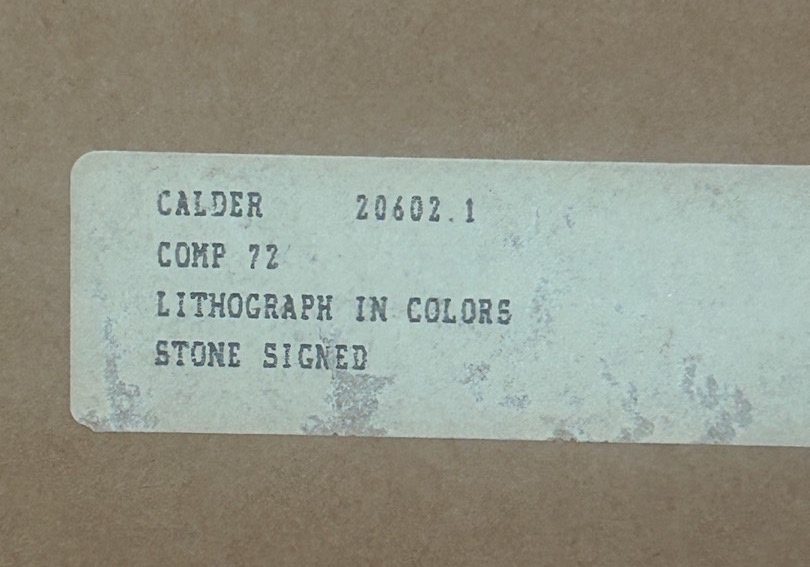 CALDER 20602.1
COMP 72
LITHOGRAPH IN COLORS
STONE SIGNED